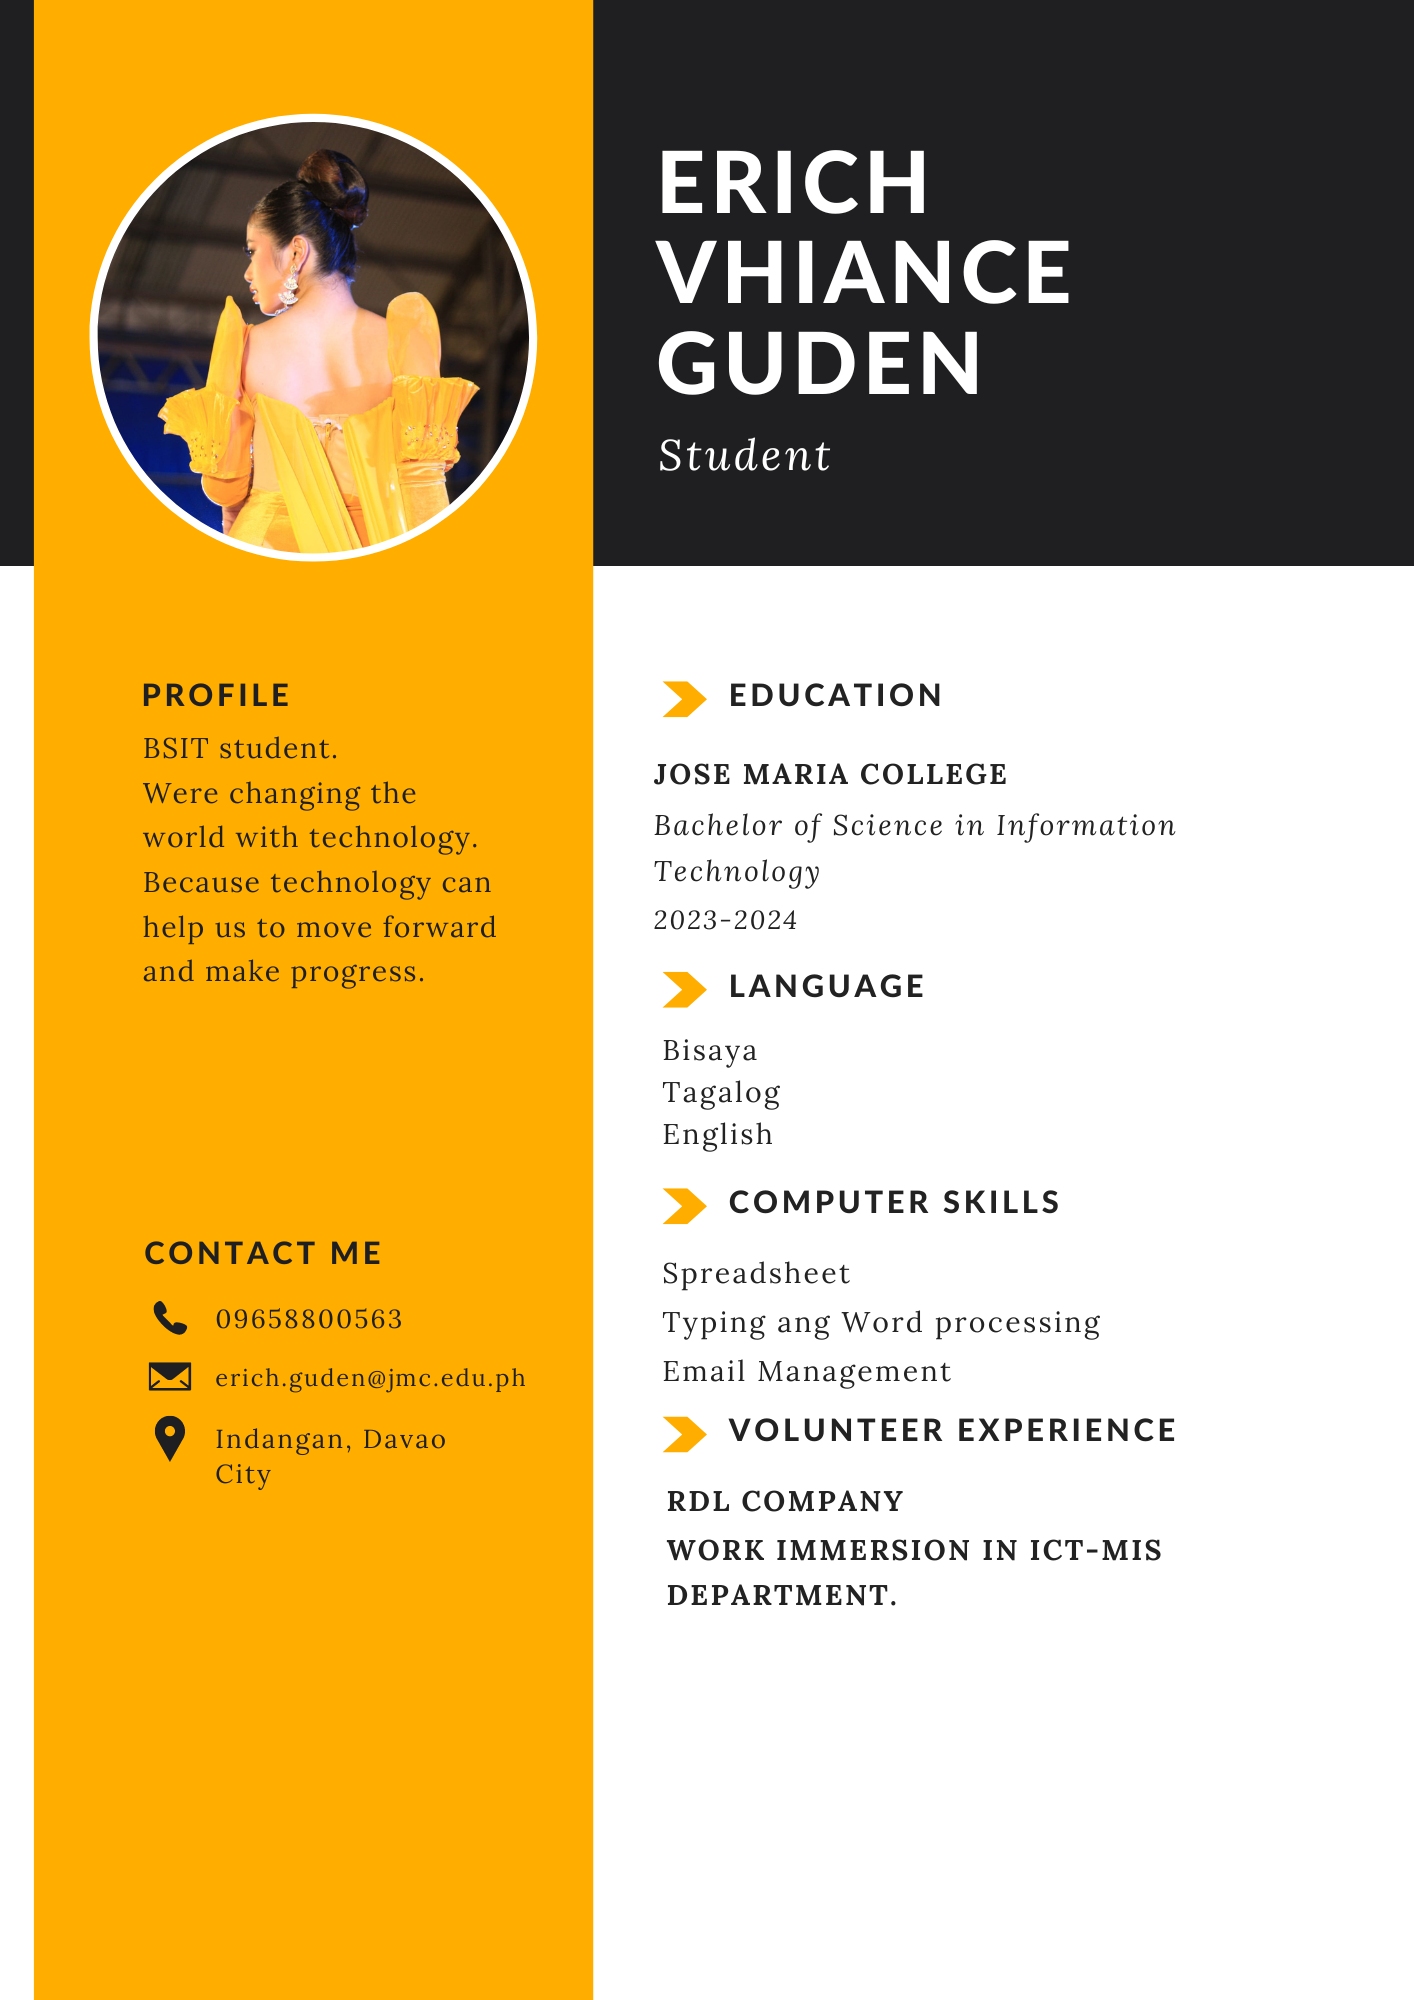 ERICH
VHIANCE
GUDEN
Student
PROFILE
BSIT student.
Were changing the
world with technology.
Because technology can
help us to move forward
and make progress.
CONTACT ME
09658800563
erich.guden@jmc.edu.ph
Indangan, Davao
City
EDUCATION
JOSE MARIA COLLEGE
Bachelor of Science in Information
Technology
2023-2024
LANGUAGE
Bisaya
Tagalog
English
COMPUTER SKILLS
Spreadsheet
Typing ang Word processing
Email Management
VOLUNTEER EXPERIENCE
RDL COMPANY
WORK IMMERSION IN ICT-MIS
DEPARTMENT.